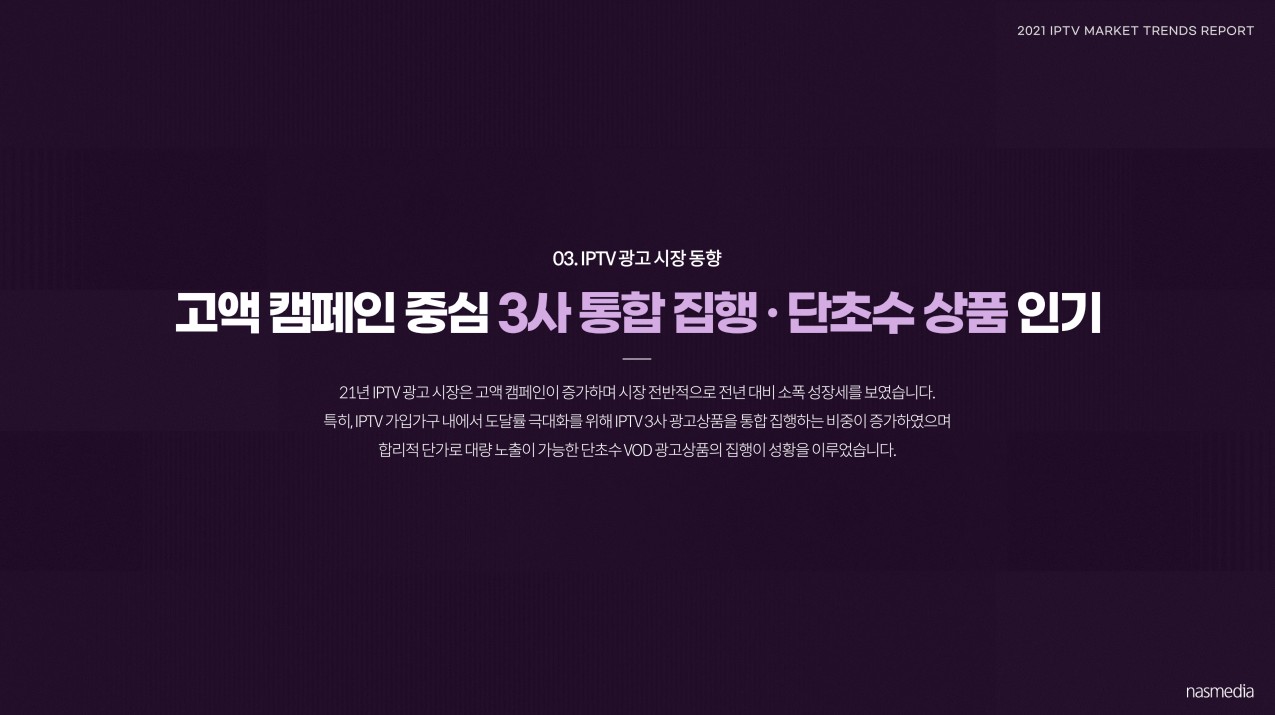 2021 IPTV MARKET TRENDS REPORT
03. IPTV 광고 시장 동향
고액 캠페인 중심 3사 통합 집행 · 단초수 상품 인기
21년 IPTV 광고 시장은 고액 캠페인이 증가하며 시장 전반적으로 전년 대비 소폭 성장세를 보였습니다.
특히, IPTV 가입가구 내에서 도달률 극대화를 위해 IPTV 3사 광고상품을 통합 집행하는 비중이 증가하였으며
합리적 단가로 대량 노출이 가능한 단초수 VOD 광고상품의 집행이 성황을 이루었습니다.
nasmedia